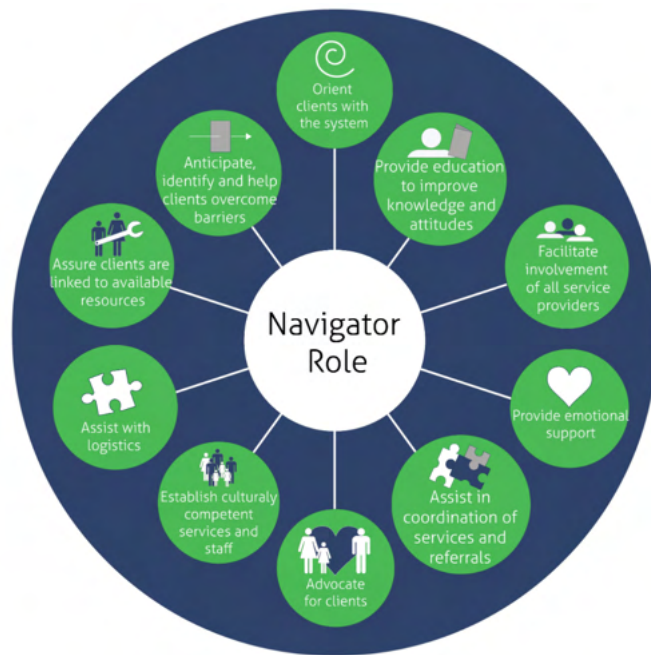 Navigator
Role
Orient
clients with
the system
Provide education
to improve
knowledge and
attitudes
Facilitate
involvement
of all service
providers
Provide emotional
support
Assist in
coordination of
services and
referrals
Advocate
for clients
Establish culturaly
competent
services and
staff
Assist with
logistics
Assure clients are
linked to available
resources
Anticipate,
identify and help
clients overcome
barriers